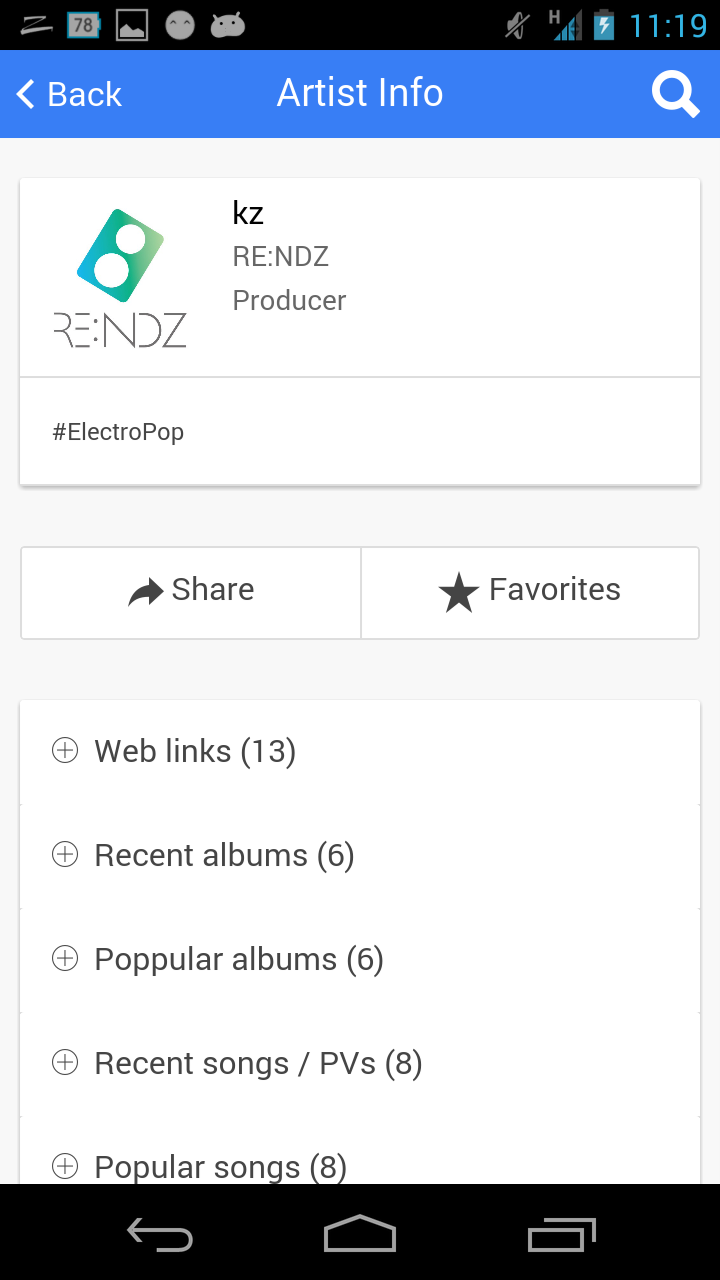 78
H
11:19
Back
Artist Info
kz
RE:NDZ
Producer
RE:NDZ
#ElectroPop
Share
Favorites
Web links (13)
Recent albums (6)
Poppular albums (6)
Recent songs / PVs (8)
Popular songs (8)